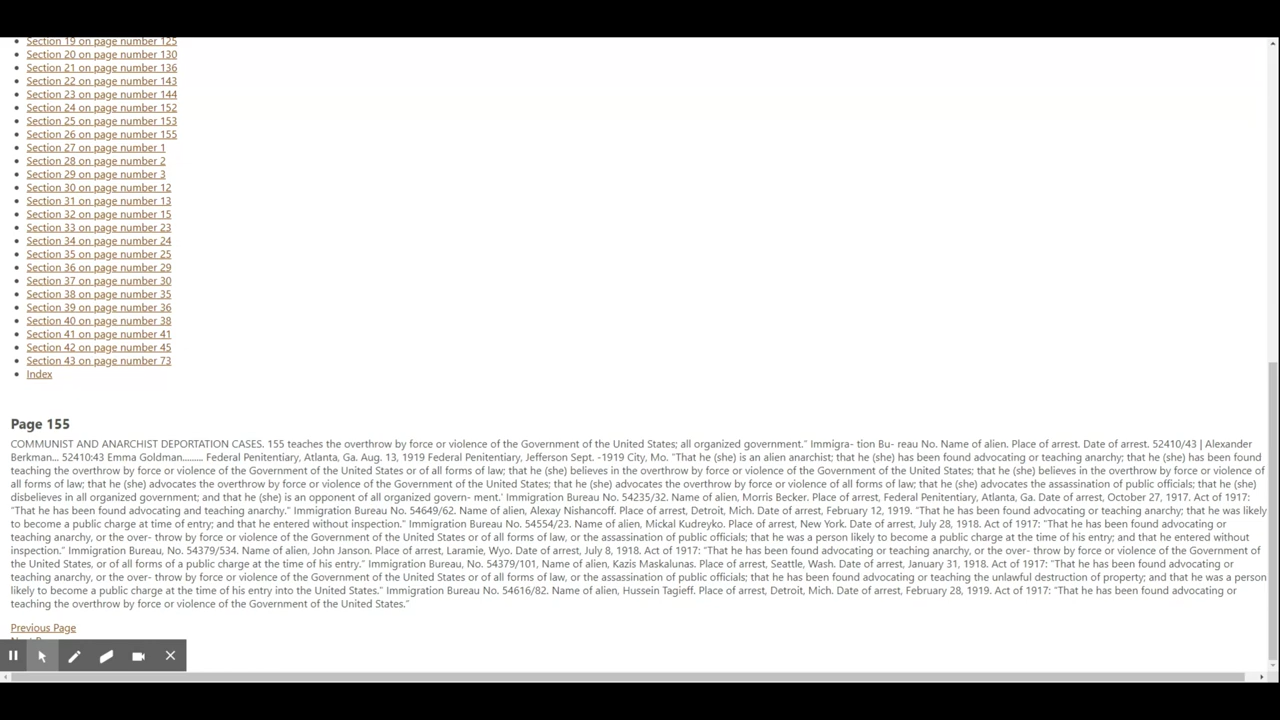 Section 19 on page number 125
Section 20 on page number 130
Section 21 on page number 136
Section 22 on page number 143
Section 23 on page number 144
Section 24 on page number 152
Section 25 on page number 153
Section 26 on page number 155
Section 27 on page number 1
Section 28 on page number 2
Section 29 on page number 3
Section 30 on page number 12
Section 31 on page number 13
Section 32 on page number 15
Section 33 on page number 23
Section 34 on page number 24
Section 35 on page number 25
Section 36 on page number 29
Section 37 on page number 30
Section 38 on page number 35
Section 39 on page number 36
Section 40 on page number 38
Section 41 on page number 41
Section 42 on page number 45
Section 43 on page number 73
Index
Page 155
COMMUNIST AND ANARCHIST DEPORTATION CASES. 155 teaches the overthrow by force or violence of the Government of the United States; all organized government." Immigra- tion Bu- reau No. Name of alien. Place of arrest. Date of arrest. 52410/43 | Alexander
Berkman... 52410:43 Emma Goldman......... Federal Penitentiary, Atlanta, Ga. Aug. 13, 1919 Federal Penitentiary, Jefferson Sept. -1919 City, Mo. "That he (she) is an alien anarchist; that he (she) has been found advocating or teaching anarchy; that he (she) has been found
teaching the overthrow by force or violence of the Government of the United States or of all forms of law; that he (she) believes in the overthrow by force or violence of the Government of the United States; that he (she) believes in the overthrow by force or violence of
all forms of law; that he (she) advocates the overthrow by force or violence of the Government of the United States; that he (she) advocates the overthrow by force or violence of all forms of law; that he (she) advocates the assassination of public officials; that he (she)
disbelieves in all organized government; and that he (she) is an opponent of all organized govern- ment.' Immigration Bureau No. 54235/32. Name of alien, Morris Becker. Place of arrest, Federal Penitentiary, Atlanta, Ga. Date of arrest, October 27, 1917. Act of 1917:
"That he has been found advocating and teaching anarchy." Immigration Bureau No. 54649/62. Name of alien, Alexay Nishancoff. Place of arrest, Detroit, Mich. Date of arrest, February 12, 1919. "That he has been found advocating or teaching anarchy; that he was likely
to become a public charge at time of entry; and that he entered without inspection." Immigration Bureau No. 54554/23. Name of alien, Mickal Kudreyko. Place of arrest, New York. Date of arrest, July 28, 1918. Act of 1917: "That he has been found advocating or
teaching anarchy, or the over- throw by force or violence of the Government of the United States or of all forms of law, or the assassination of public officials; that he was a person likely to become a public charge at the time of his entry; and that he entered without
inspection." Immigration Bureau, No. 54379/534. Name of alien, John Janson. Place of arrest, Laramie, Wyo. Date of arrest, July 8, 1918. Act of 1917: "That he has been found advocating or teaching anarchy, or the over- throw by force or violence of the Government of
the United States, or of all forms of a public charge at the time of his entry." Immigration Bureau, No. 54379/101, Name of alien, Kazis Maskalunas. Place of arrest, Seattle, Wash. Date of arrest, January 31, 1918. Act of 1917: "That he has been found advocating or
teaching anarchy, or the over- throw by force or violence of the Government of the United States or of all forms of law, or the assassination of public officials; that he has been found advocating or teaching the unlawful destruction of property; and that he was a person
likely to become a public charge at the time of his entry into the United States." Immigration Bureau No. 54616/82. Name of alien, Hussein Tagieff. Place of arrest, Detroit, Mich. Date of arrest, February 28, 1919. Act of 1917: "That he has been found advocating or
teaching the overthrow by force or violence of the Government of the United States."
Previous Page